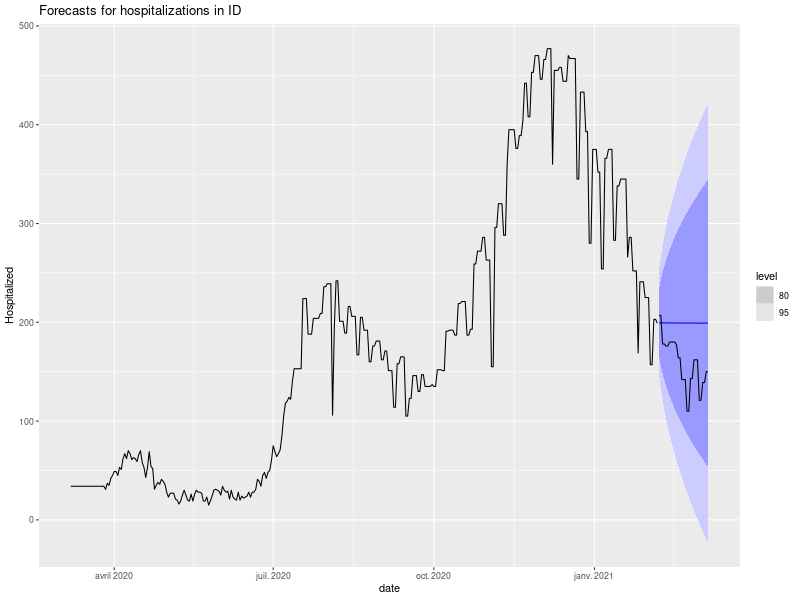 Forecasts for hospitalizations in ID
500
400
300
200
100
0
Hospitalized
avril 2020
juil. 2020
oct. 2020
janv. 2021
date
level
80
95